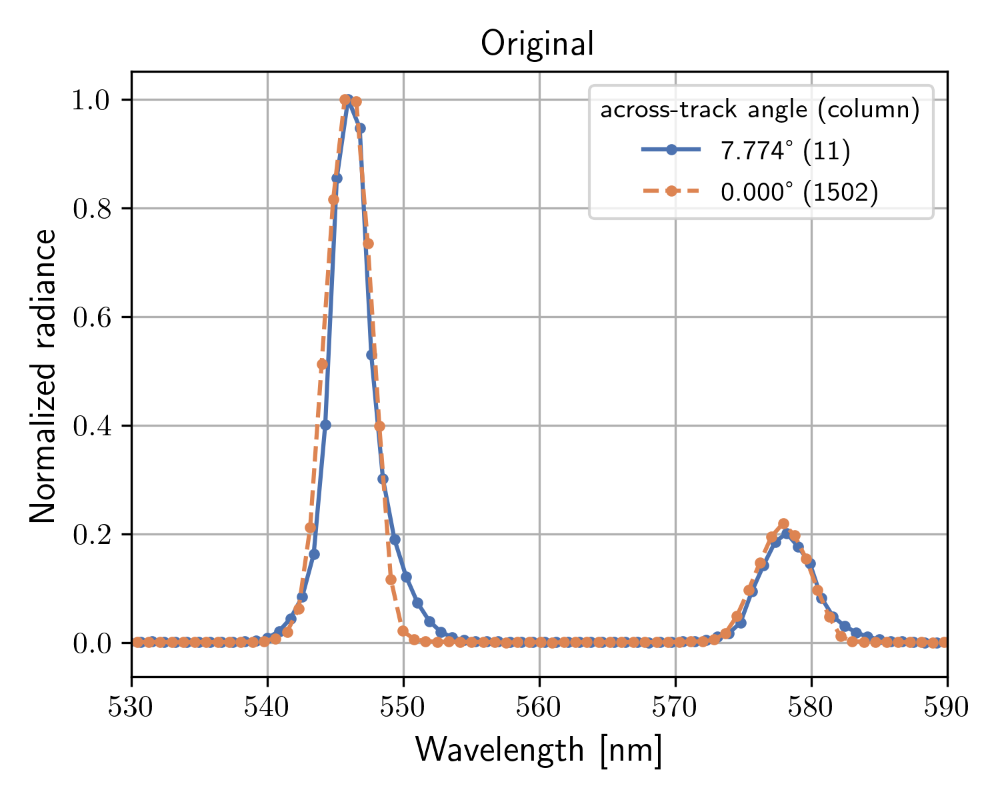 Original
across-track angle (column)
7.774° (11)
0.000° (1502)
Normalized radiance
1.0
0.8
0.6
0.4
0.2
0.0
530 540 550 560 570 580 590
Wavelength [nm]